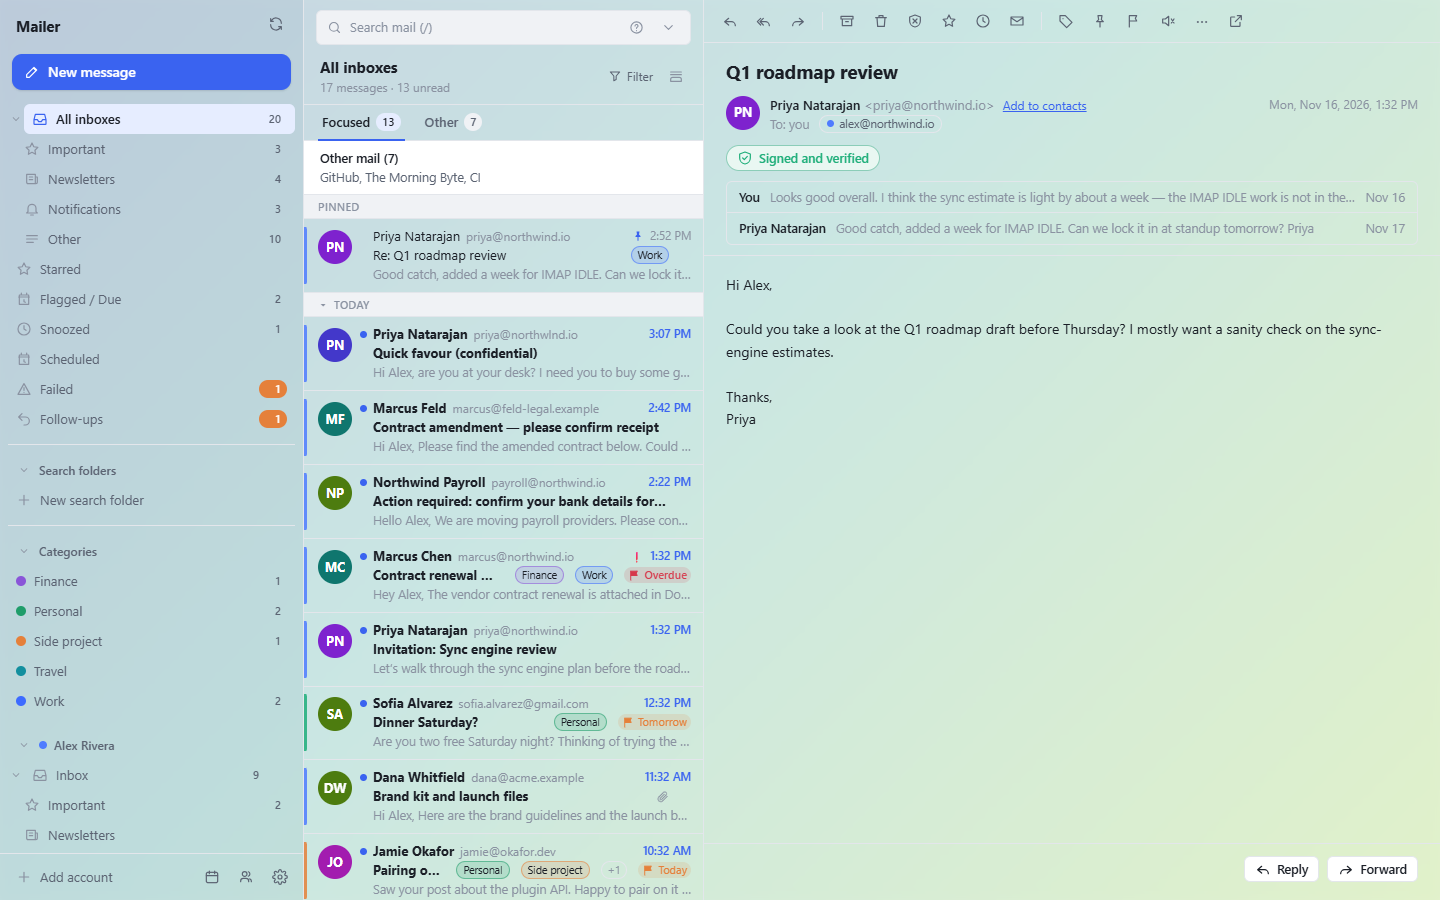 Mailer
New message
All inboxes 20
Important 3
Newsletters 4
Notifications 3
Other 10
Starred
Flagged / Due 2
Snoozed 1
Scheduled
Failed 1
Follow-ups 1
Search folders
New search folder
Categories
Finance 1
Personal 2
Side project 1
Travel
Work 2
Alex Rivera
Inbox 9
Important 2
Newsletters
Add account
Search mail (/)
All inboxes
17 messages · 13 unread
Filter
Focused 13 Other 7
Other mail (7)
GitHub, The Morning Byte, CI
PINNED
PN Priya Natarajan priya@northwind.io 2:52 PM
Re: Q1 roadmap review Work
Good catch, added a week for IMAP IDLE. Can we lock it...
TODAY
PN Priya Natarajan priya@northwlnd.io 3:07 PM
Quick favour (confidential)
Hi Alex, are you at your desk? I need you to buy some g...
MF Marcus Feld marcus@feld-legal.example 2:42 PM
Contract amendment — please confirm receipt
Hi Alex, Please find the amended contract below. Could ...
NP Northwind Payroll payroll@northwind.io 2:22 PM
Action required: confirm your bank details for...
Hello Alex, We are moving payroll providers. Please con...
MC Marcus Chen marcus@northwind.io ! 1:32 PM
Contract renewal ... Finance Work Overdue
Hey Alex, The vendor contract renewal is attached in Do...
PN Priya Natarajan priya@northwind.io 1:32 PM
Invitation: Sync engine review
Let's walk through the sync engine plan before the road...
SA Sofia Alvarez sofia.alvarez@gmail.com 12:32 PM
Dinner Saturday? Personal Tomorrow
Are you two free Saturday night? Thinking of trying the ...
DW Dana Whitfield dana@acme.example 11:32 AM
Brand kit and launch files
Hi Alex, Here are the brand guidelines and the launch b...
JO Jamie Okafor jamie@okafor.dev 10:32 AM
Pairing o... Personal Side project +1 Today
Saw your post about the plugin API. Happy to pair on it ...
Q1 roadmap review
PN Priya Natarajan <priya@northwind.io> Add to contacts Mon, Nov 16, 2026, 1:32 PM
To: you alex@northwind.io
Signed and verified
You Looks good overall. I think the sync estimate is light by about a week — the IMAP IDLE work is not in the... Nov 16
Priya Natarajan Good catch, added a week for IMAP IDLE. Can we lock it in at standup tomorrow? Priya Nov 17
Hi Alex,
Could you take a look at the Q1 roadmap draft before Thursday? I mostly want a sanity check on the sync-
engine estimates.
Thanks,
Priya
Reply Forward